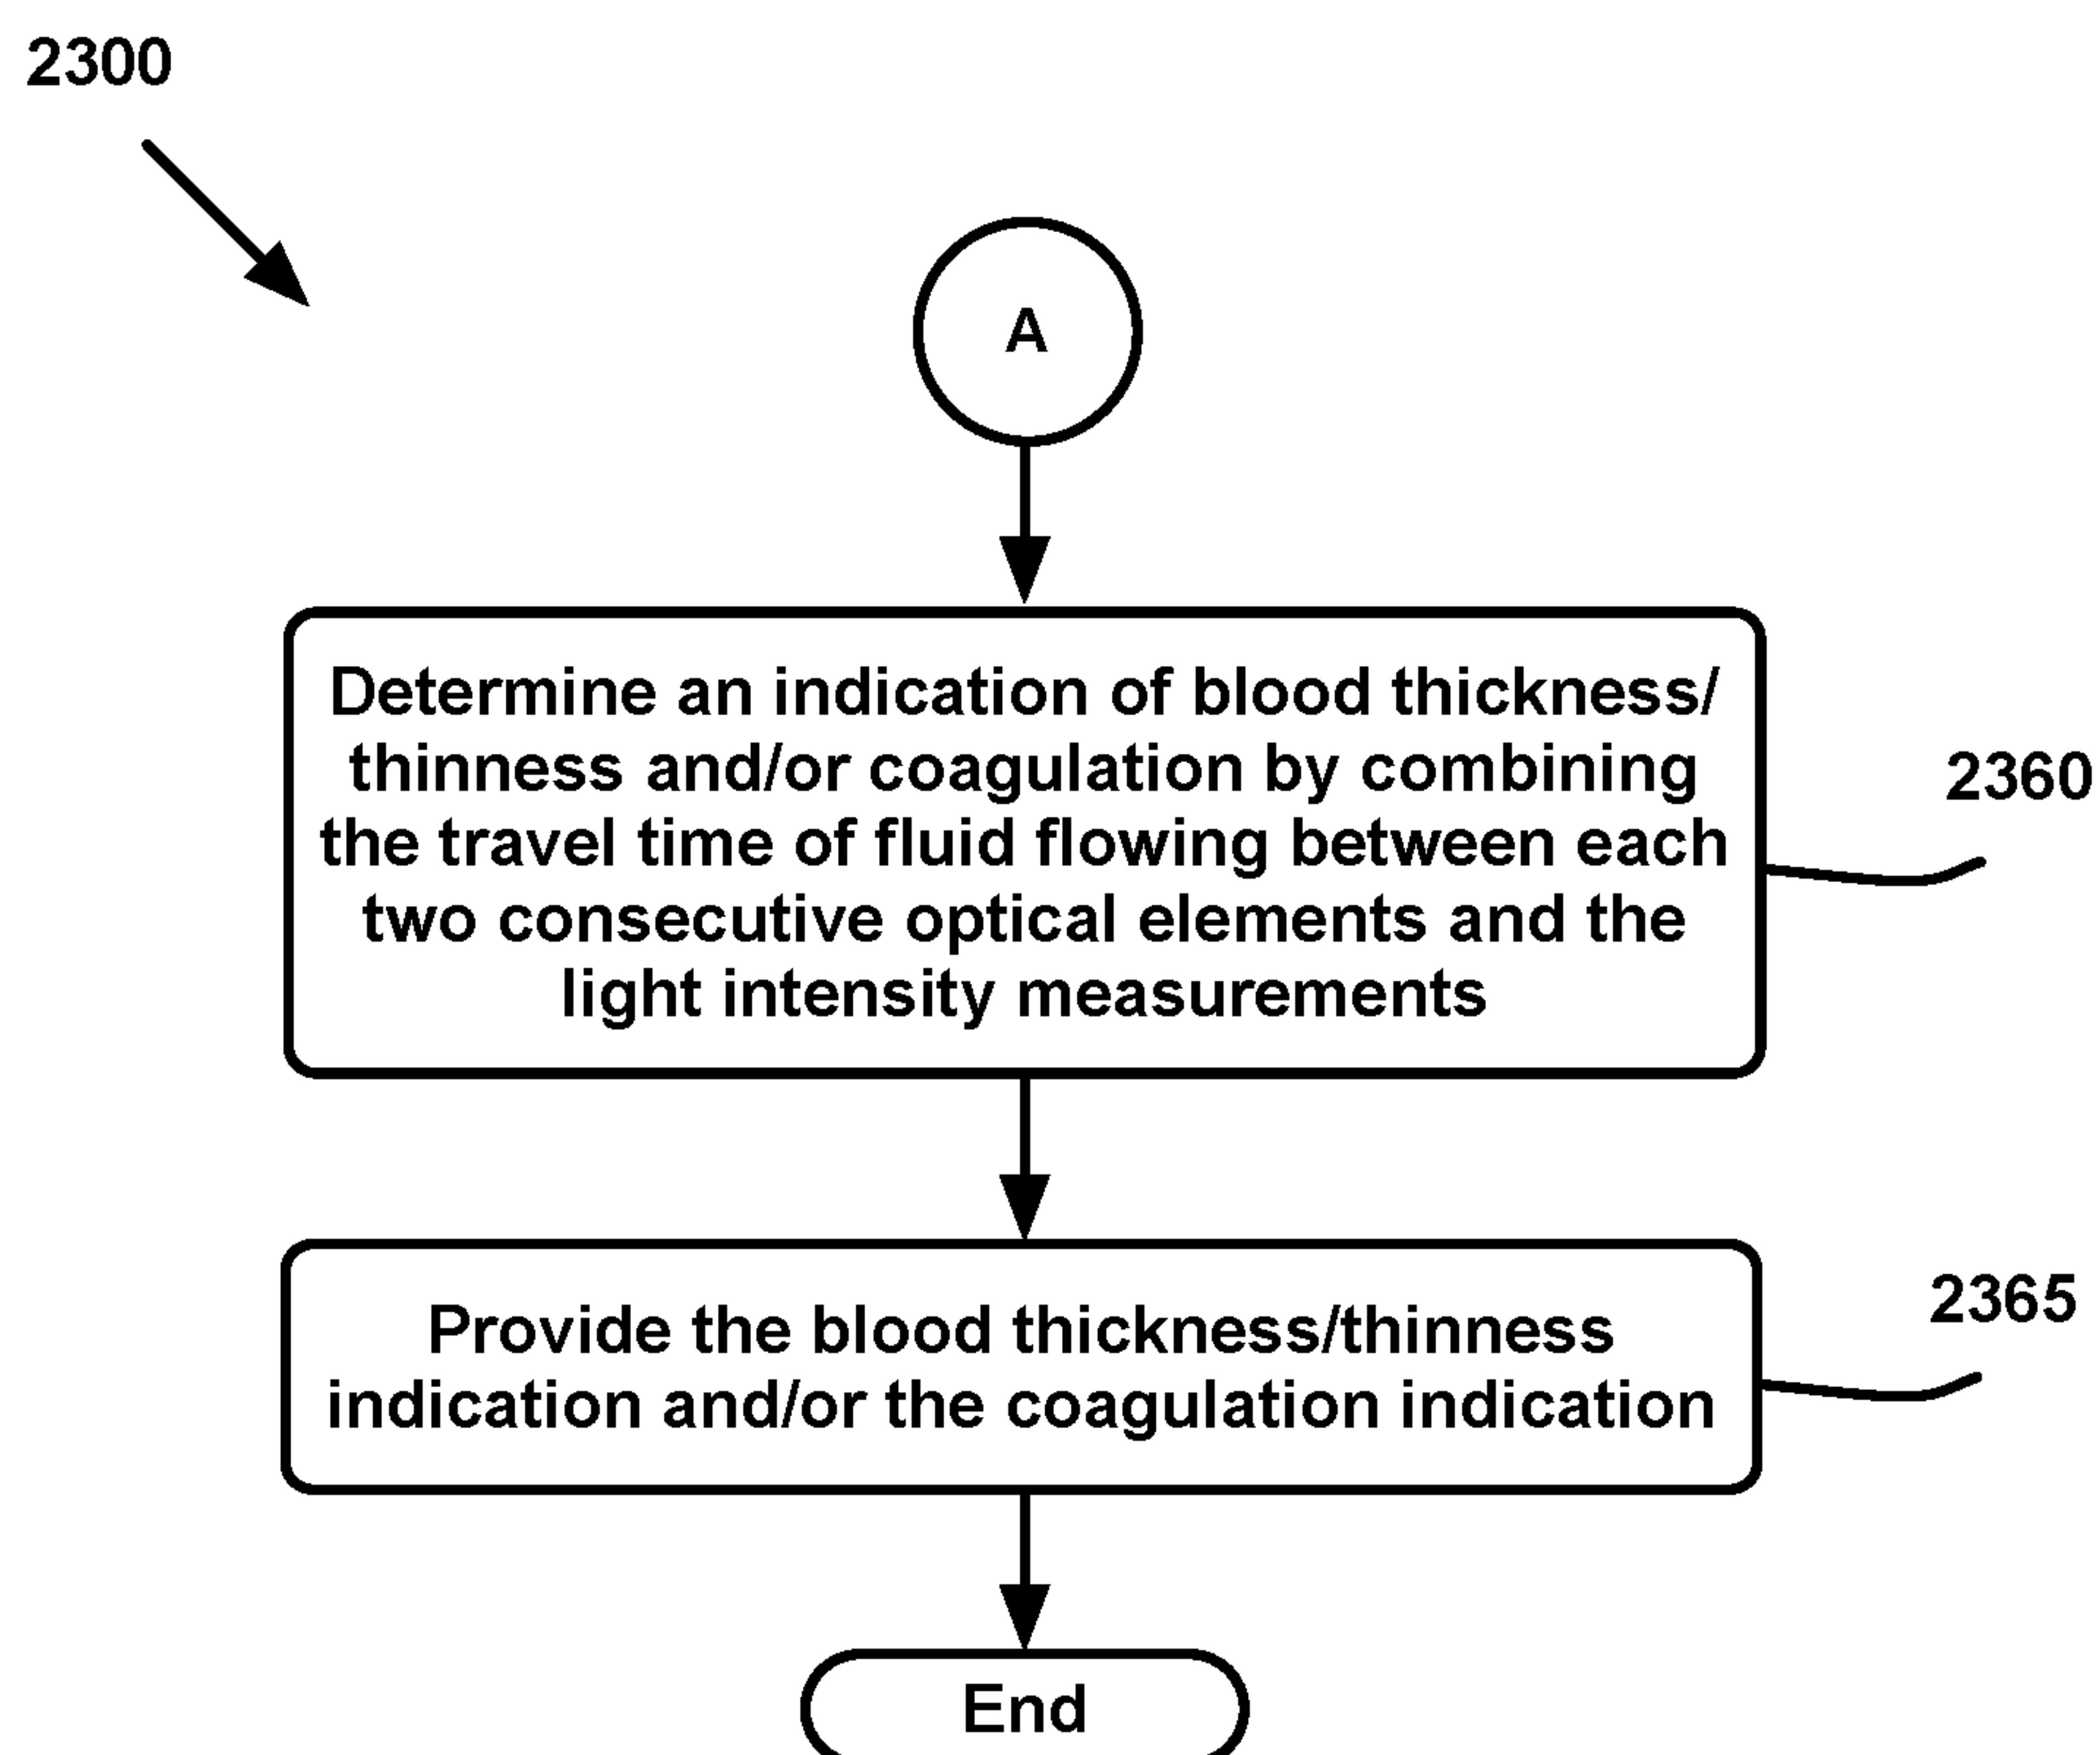 2300
A
Determine an indication of blood thickness/
thinness and/or coagulation by combining
the travel time of fluid flowing between each
two consecutive optical elements and the
light intensity measurements
2360
Provide the blood thickness/thinness
indication and/or the coagulation indication
2365
End